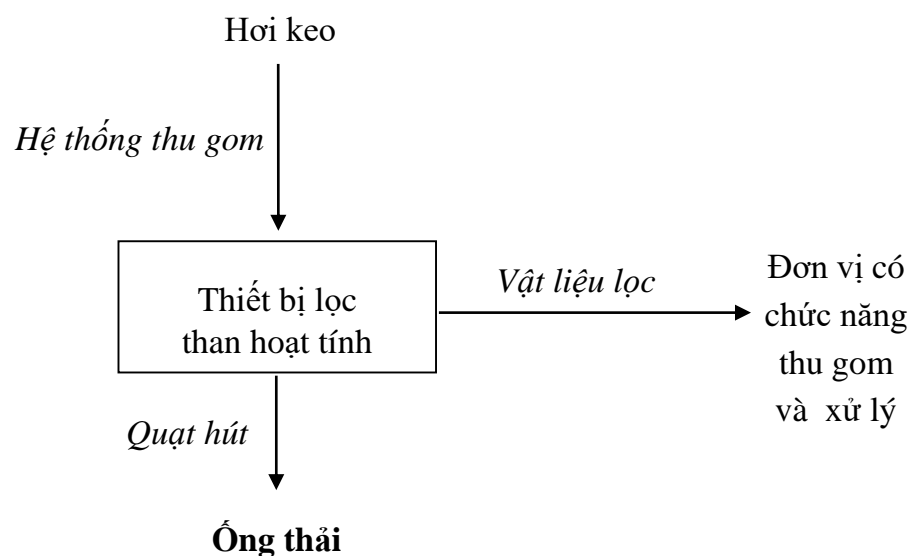 Hơi keo
Hệ thống thu gom
Thiết bị lọc
than hoạt tính
Vật liệu lọc
Đơn vị có
chức năng
thu gom
và xử lý
Quạt hút
Ống thải